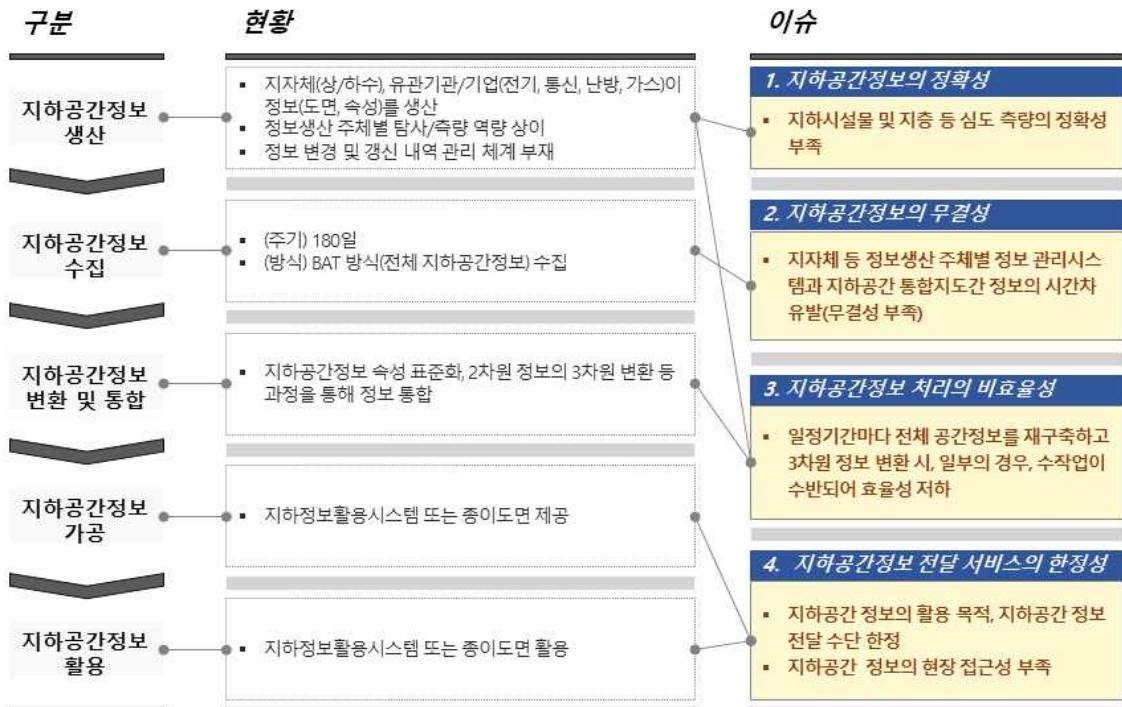 구분
현황
이슈
지하공간정보
생산
▪ 지자체(상/하수), 유관기관/기업(전기, 통신, 난방, 가스)이
정보(도면, 속성)를 생산
▪ 정보생산 주체별 탐사/측량 역량 상이
▪ 정보 변경 및 갱신 내역 관리 체계 부재
1. 지하공간정보의 정확성
▪ 지하시설물 및 지층 등 심도 측량의 정확성
부족
지하공간정보
수집
▪ (주기) 180일
▪ (방식) BAT 방식(전체 지하공간정보) 수집
2. 지하공간정보의 무결성
▪ 지자체 등 정보생산 주체별 정보 관리시스
템과 지하공간 통합지도간 정보의 시간차
유발(무결성 부족)
지하공간정보
변환 및 통합
▪ 지하공간정보 속성 표준화, 2차원 정보의 3차원 변환 등
과정을 통해 정보 통합
3. 지하공간정보 처리의 비효율성
▪ 일정기간마다 전체 공간정보를 재구축하고
3차원 정보 변환 시, 일부의 경우, 수작업이
수반되어 효율성 저하
지하공간정보
가공
▪ 지하정보활용시스템 또는 종이도면 제공
4. 지하공간정보 전달 서비스의 한정성
▪ 지하공간 정보의 활용 목적, 지하공간 정보
전달 수단 한정
▪ 지하공간 정보의 현장 접근성 부족
지하공간정보
활용
▪ 지하정보활용시스템 또는 종이도면 활용